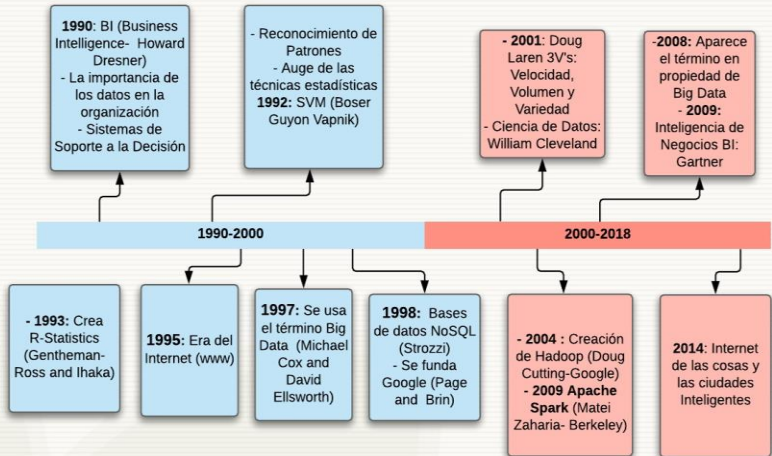 1990: BI (Business
Intelligence- Howard
Dresner)
- La importancia de
los datos en la
organización
- Sistemas de
Soporte a la Decisión
- Reconocimiento de
Patrones
- Auge de las
técnicas estadísticas
1992: SVM (Boser
Guyon Vapnik)
- 2001: Doug
Laren 3V's:
Velocidad,
Volumen y
Variedad
- Ciencia de Datos:
William Cleveland
-2008: Aparece
el término en
propiedad de
Big Data
- 2009:
Inteligencia de
Negocios BI:
Gartner
1990-2000
2000-2018
- 1993: Crea
R-Statistics
(Gentheman-
Ross and Ihaka)
1995: Era del
Internet (www)
1997: Se usa
el término Big
Data (Michael
Cox and
David
Ellsworth)
1998: Bases
de datos NoSQL
(Strozzi)
- Se funda
Google (Page
and Brin)
- 2004 : Creación
de Hadoop (Doug
Cutting-Google)
- 2009 Apache
Spark (Matei
Zaharia- Berkeley)
2014: Internet
de las cosas y
las ciudades
Inteligentes